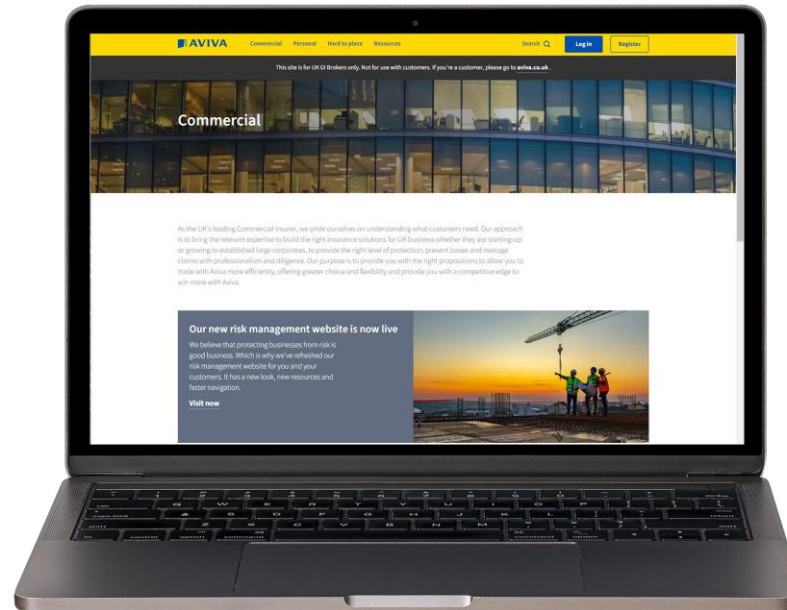 AVIVA
Commercial Personal Hard to place Resources Search Log in Register
This site is for UK GI Brokers only. Not for use with customers. If you're a customer, please go to aviva.co.uk.
Commercial
As the UK's leading Commercial Insurer, we pride ourselves on understanding what customers need. Our approach
is to bring the relevant expertise to build the right insurance solutions for UK business whether they are starting-up
or growing to established large corporates, to provide the right level of protection, prevent losses and manage
claims with professionalism and diligence. Our purpose is to provide you with the right propositions to allow you to
trade with Aviva more efficiently, offering greater choice and flexibility and provide you with a competitive edge to
win more with Aviva.
Our new risk management website is now live
We believe that protecting businesses from risk is
good business. Which is why we've refreshed our
risk management website for you and your
customers. It has a new look, new resources and
faster navigation.
Visit now